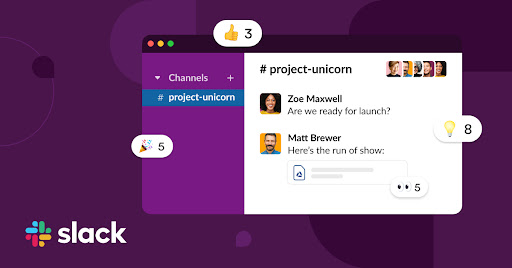 👍 3
Channels +
# project-unicorn
# project-unicorn
Zoe Maxwell
Are we ready for launch?
Matt Brewer
Here's the run of show:
💡 8
🎉 5
👀 5
slack